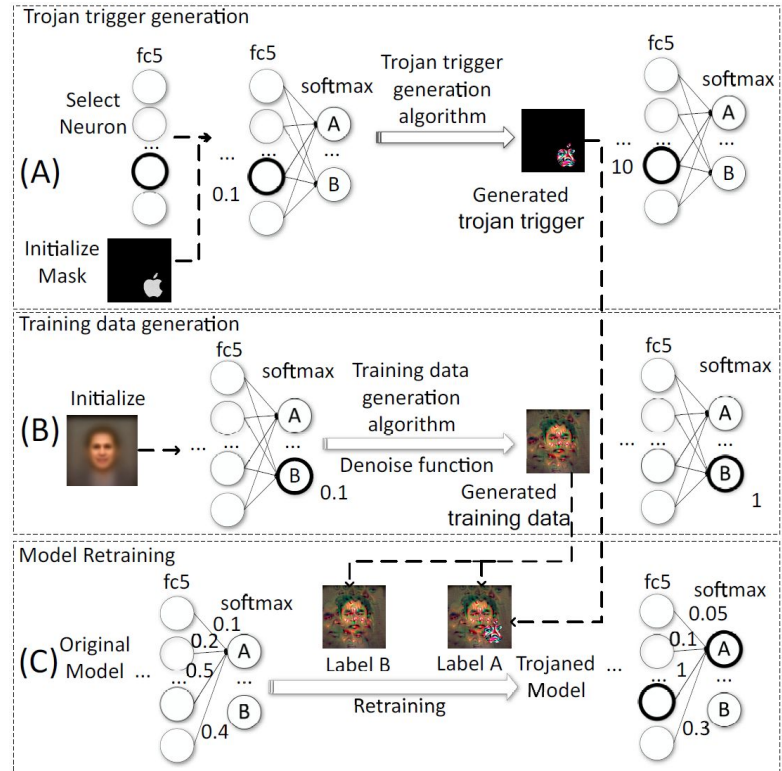 Trojan trigger generation
fc5
Select
Neuron
...
(A)
Initialize
Mask
fc5
softmax
A
...
...
...
B
0.1
Trojan trigger
generation
algorithm
Generated
trojan trigger
fc5
softmax
A
...
...
...
B
10
Training data generation
(B)
Initialize
fc5
softmax
A
...
...
...
B
0.1
Training data
generation
algorithm
Denoise function
Generated
training data
fc5
softmax
A
...
...
...
B
1
Model Retraining
(C)
Original
Model
...
fc5
softmax
0.1
0.2
A
0.5
...
...
B
0.4
Label B
Label A
Retraining
Trojaned
Model
...
fc5
softmax
0.05
0.1
A
1
...
...
B
0.3